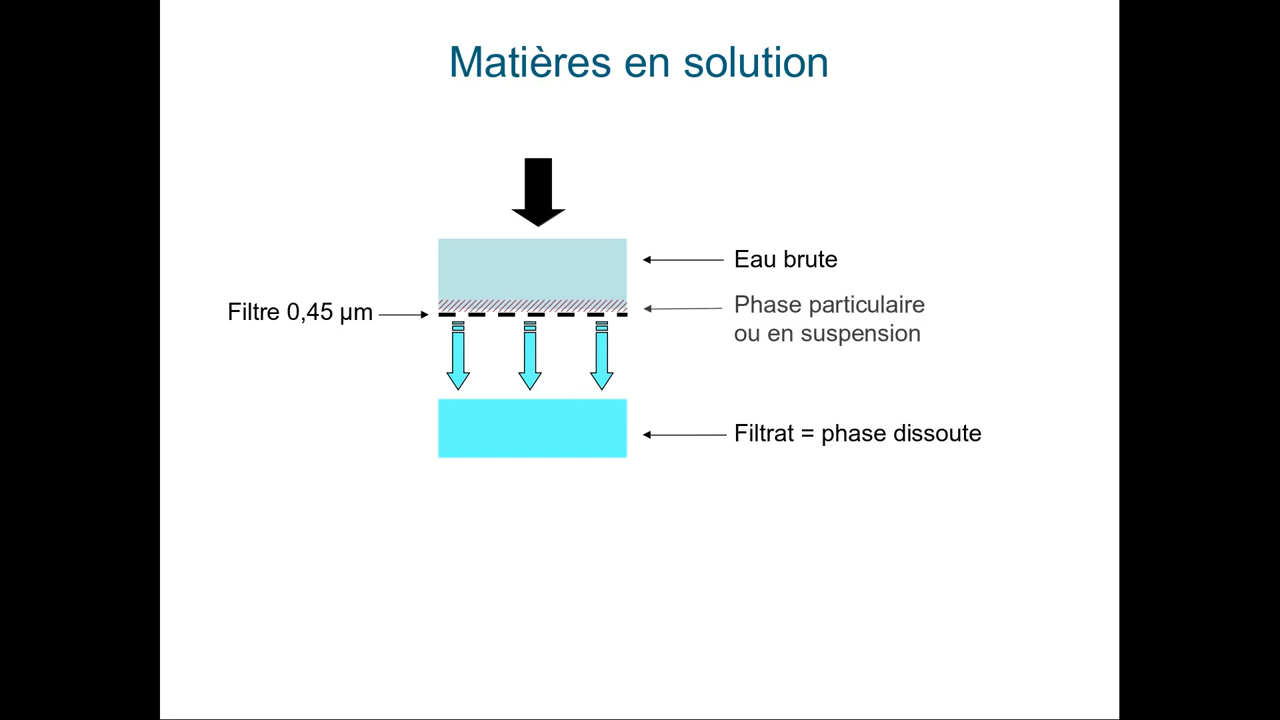 Matières en solution
Eau brute
Filtre 0,45 µm
Phase particulaire
ou en suspension
Filtrat = phase dissoute